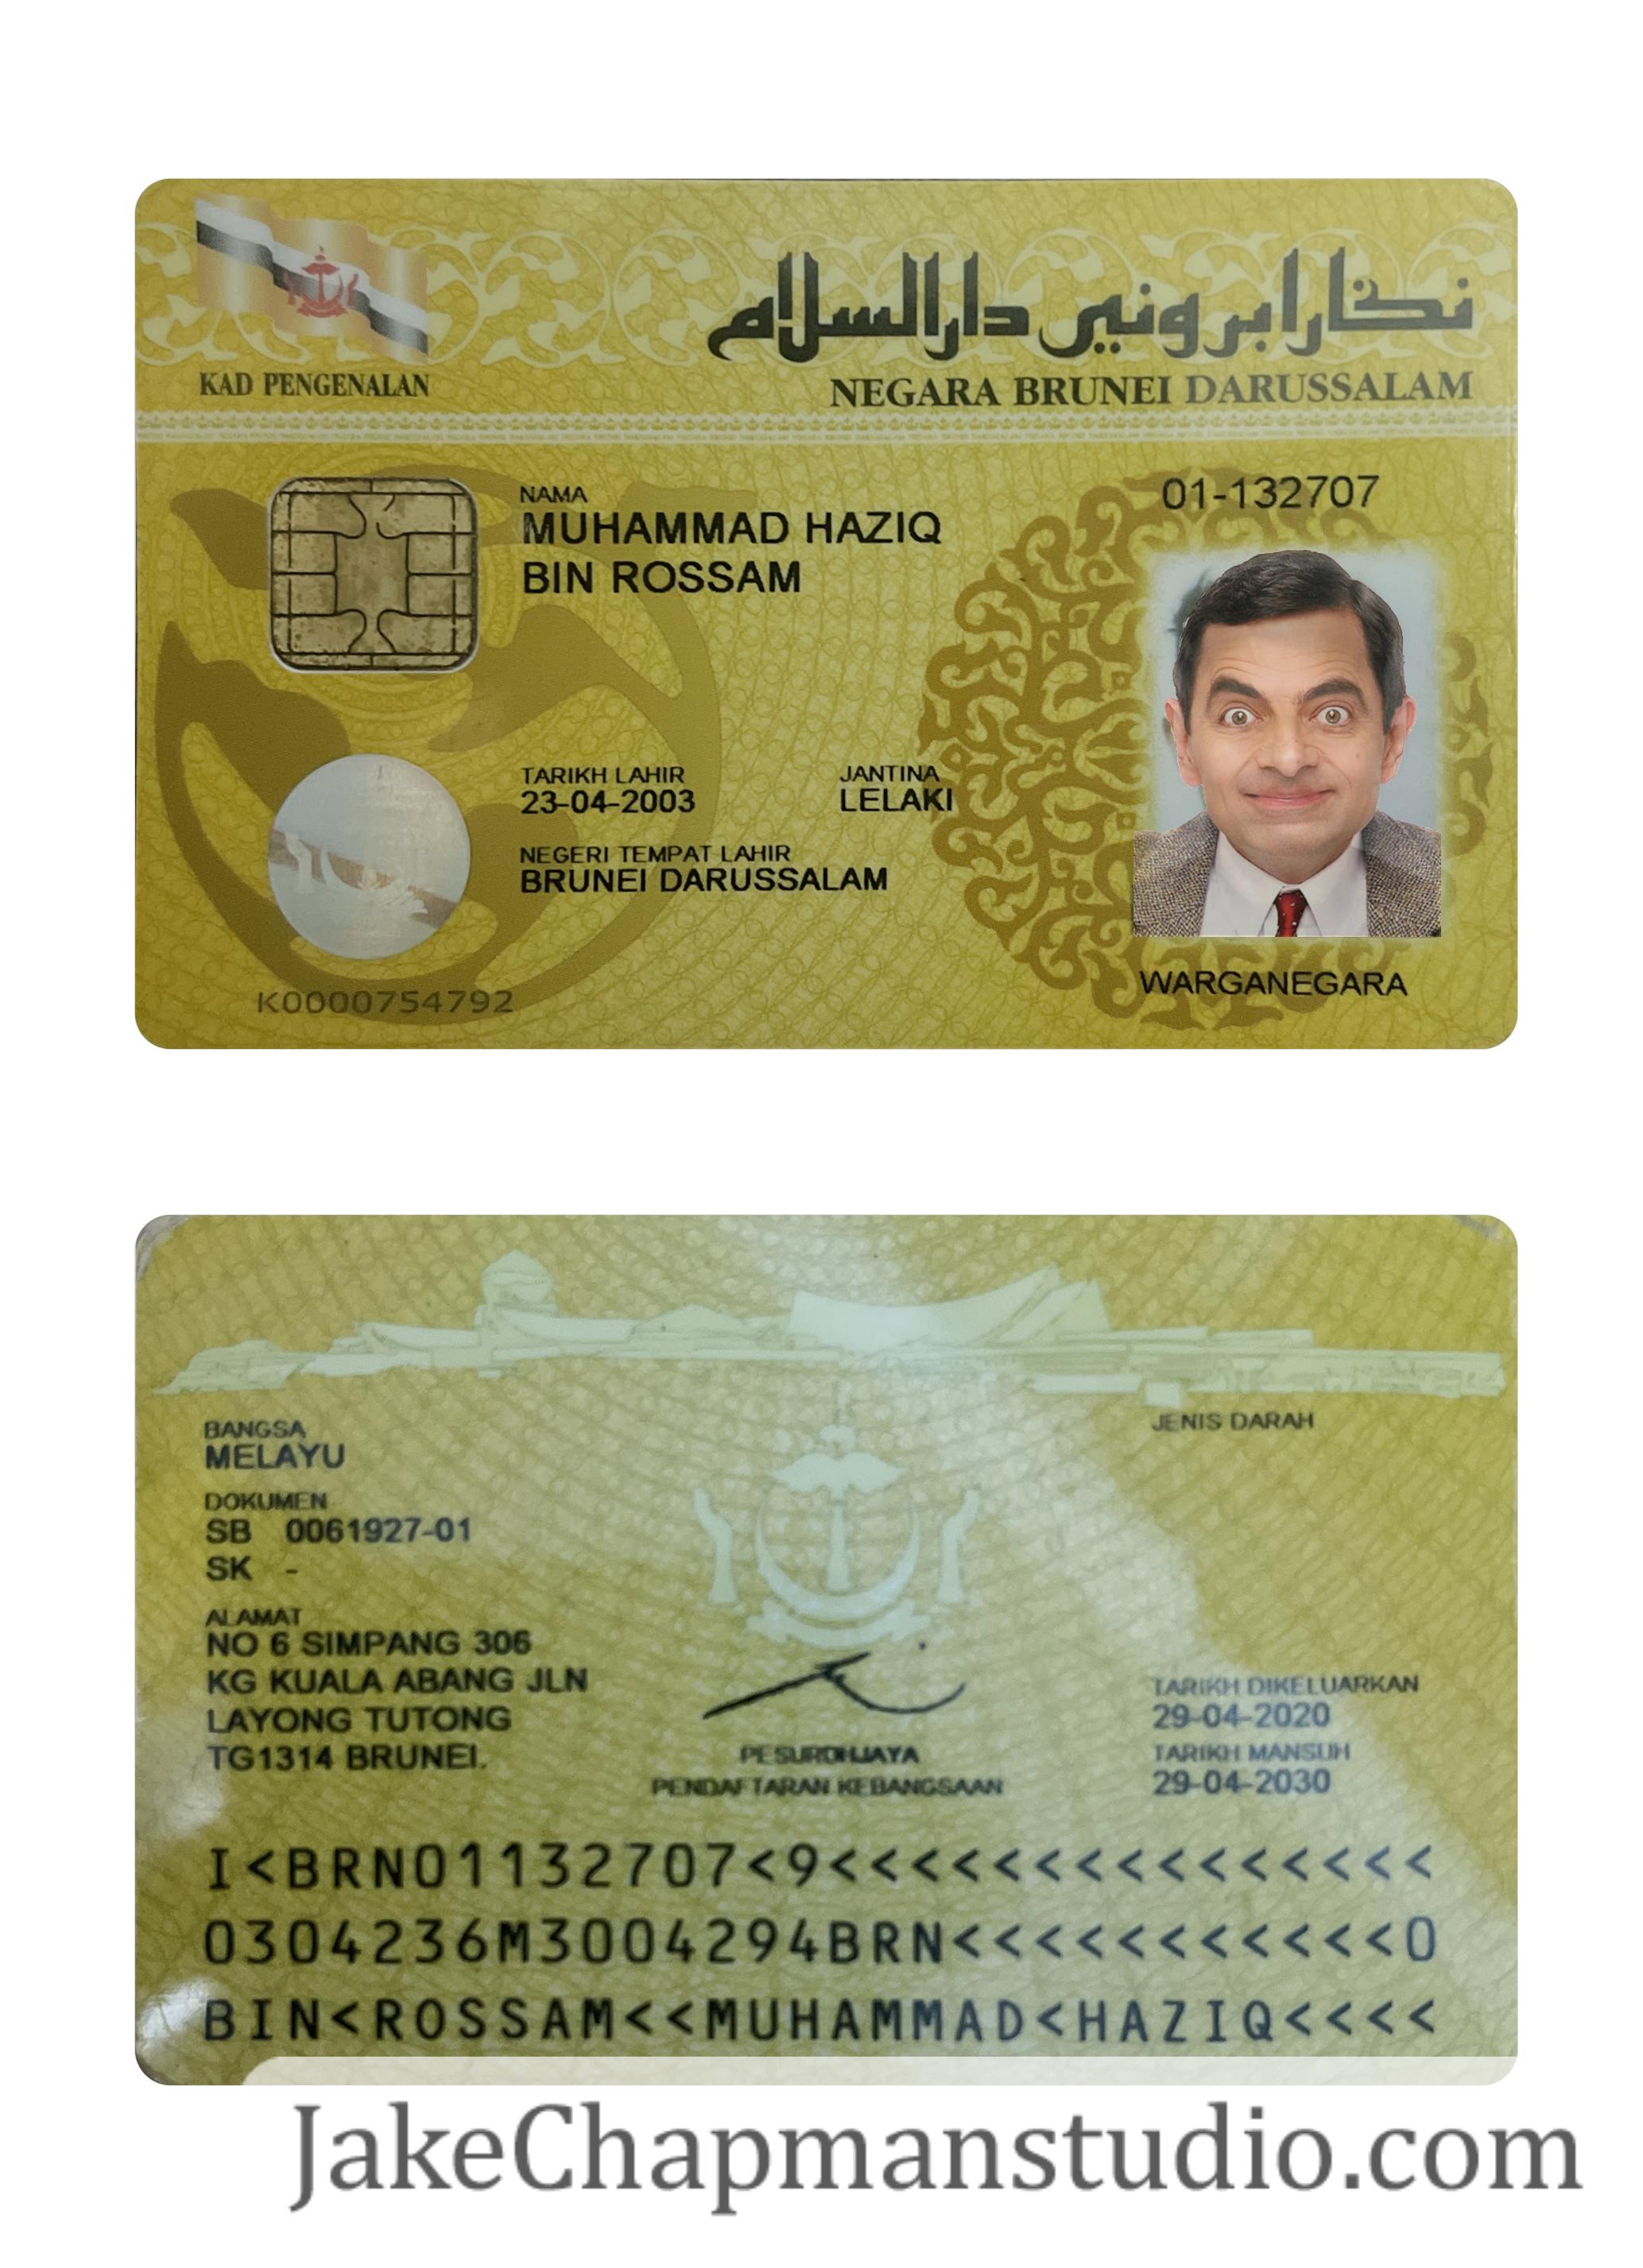 KAD PENGENALAN
نݢارا بروني دارالسلام
NEGARA BRUNEI DARUSSALAM
01-132707
NAMA
MUHAMMAD HAZIQ
BIN ROSSAM
TARIKH LAHIR
23-04-2003
JANTINA
LELAKI
NEGERI TEMPAT LAHIR
BRUNEI DARUSSALAM
WARGANEGARA
K0000754792
BANGSA
MELAYU
JENIS DARAH
DOKUMEN
SB 0061927-01
SK -
ALAMAT
NO 6 SIMPANG 306
KG KUALA ABANG JLN
LAYONG TUTONG
TG1314 BRUNEI.
PESUROHJAYA
PENDAFTARAN KEBANGSAAN
TARIKH DIKELUARKAN
29-04-2020
TARIKH MANSUH
29-04-2030
I<BRN01132707<9<<<<<<<<<<<<<<<
0304236M3004294BRN<<<<<<<<<<<0
BIN<ROSSAM<<MUHAMMAD<HAZIQ<<<<
JakeChapmanstudio.com